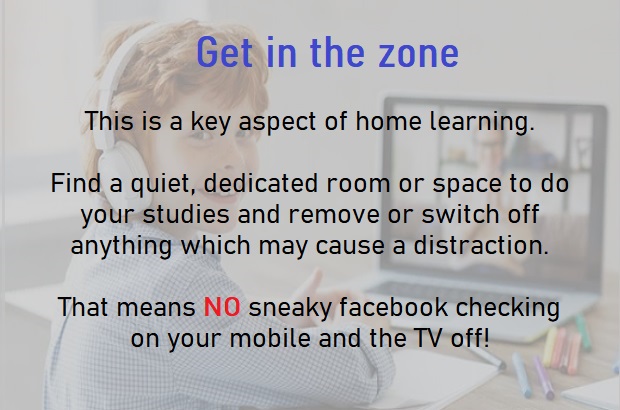 Get in the zone
This is a key aspect of home learning.
Find a quiet, dedicated room or space to do
your studies and remove or switch off
anything which may cause a distraction.
That means NO sneaky facebook checking
on your mobile and the TV off!